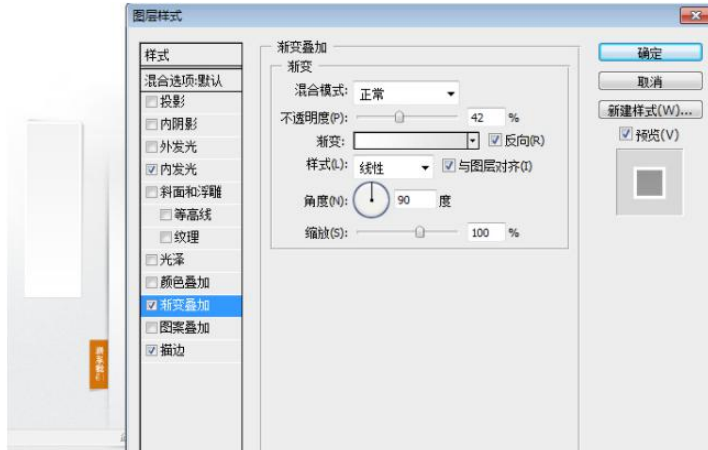 图层样式
样式
混合选项:默认
投影
内阴影
外发光
内发光
斜面和浮雕
等高线
纹理
光泽
颜色叠加
渐变叠加
图案叠加
描边
渐变叠加
渐变
混合模式: 正常
不透明度(P): 42 %
渐变: 反向(R)
样式(L): 线性 与图层对齐(I)
角度(N): 90 度
缩放(S): 100 %
确定
取消
新建样式(W)...
预览(V)